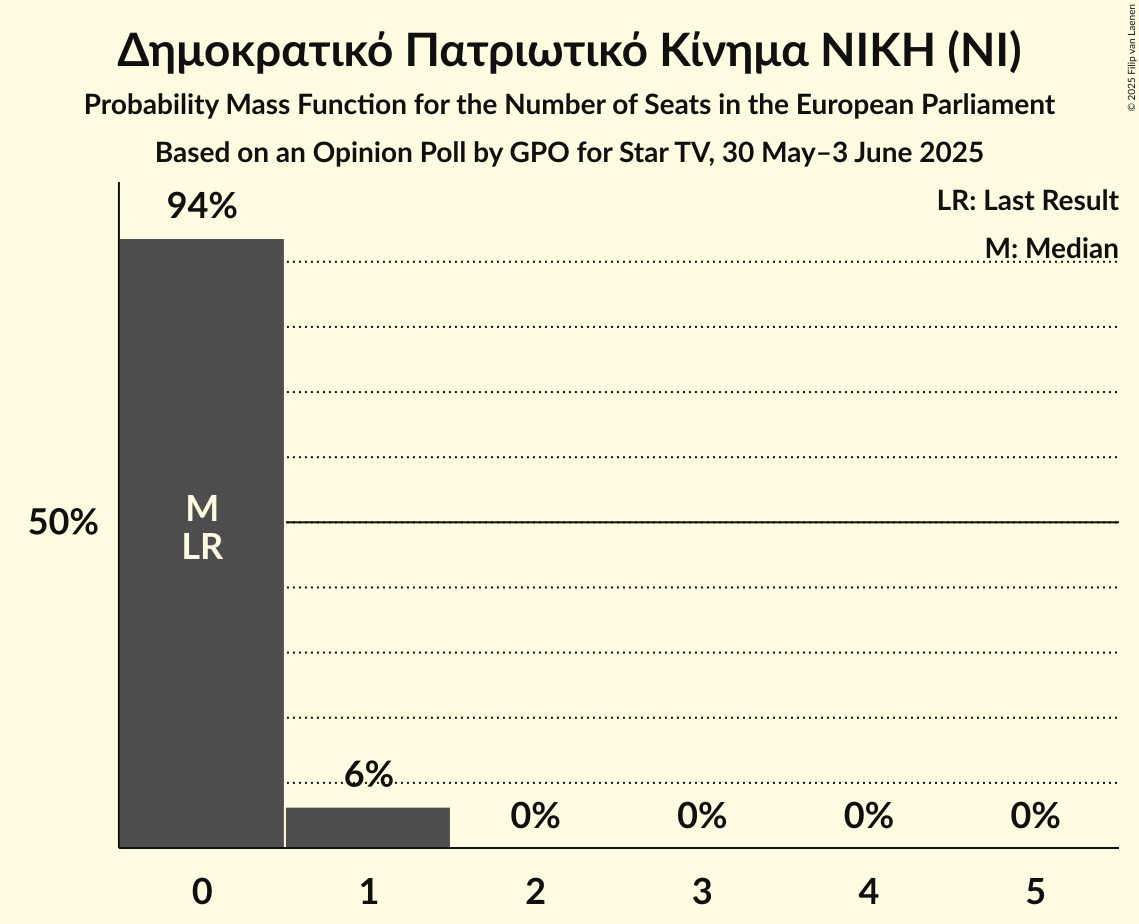 Δημοκρατικό Πατριωτικό Κίνημα ΝΙΚΗ (NI)
Probability Mass Function for the Number of Seats in the European Parliament
Based on an Opinion Poll by GPO for Star TV, 30 May–3 June 2025
© 2025 Filip van Laenen
LR: Last Result
M: Median
94%
50%
M
LR
6%
0% 0% 0% 0%
0 1 2 3 4 5